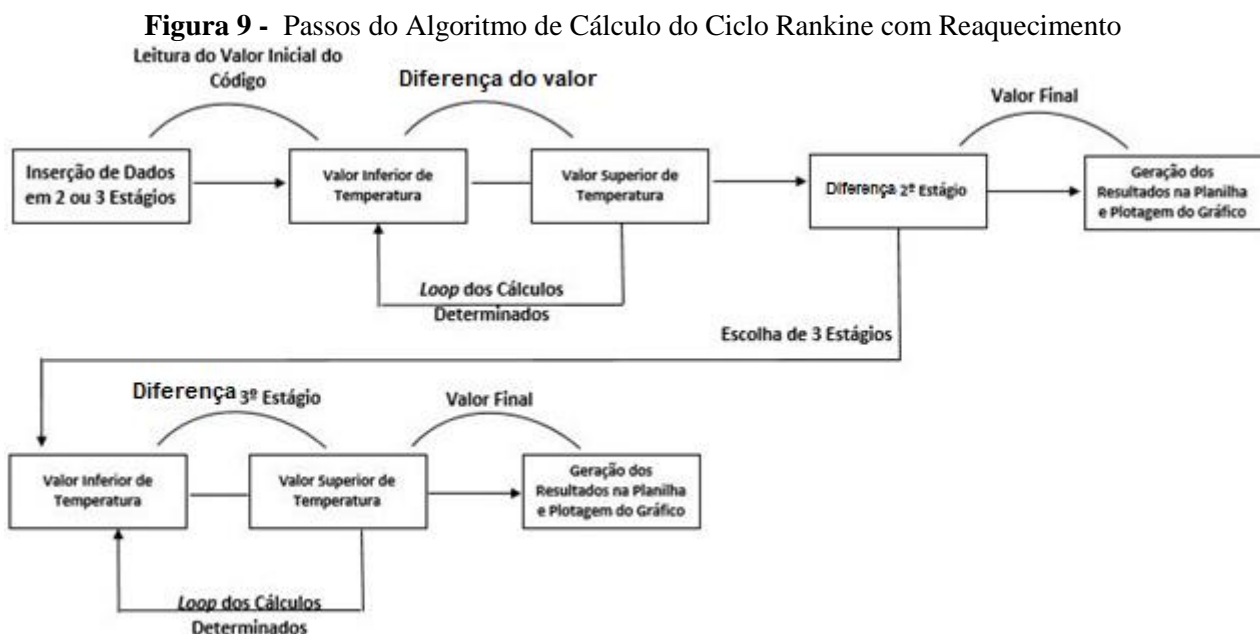 Figura 9 - Passos do Algoritmo de Cálculo do Ciclo Rankine com Reaquecimento
Leitura do Valor Inicial do
Código
Diferença do valor
Valor Final
Inserção de Dados
em 2 ou 3 Estágios
Valor Inferior de
Temperatura
Valor Superior de
Temperatura
Diferença 2º Estágio
Geração dos
Resultados na Planilha
e Plotagem do Gráfico
Loop dos Cálculos
Determinados
Escolha de 3 Estágios
Diferença 3º Estágio
Valor Final
Valor Inferior de
Temperatura
Valor Superior de
Temperatura
Geração dos
Resultados na Planilha
e Plotagem do Gráfico
Loop dos Cálculos
Determinados